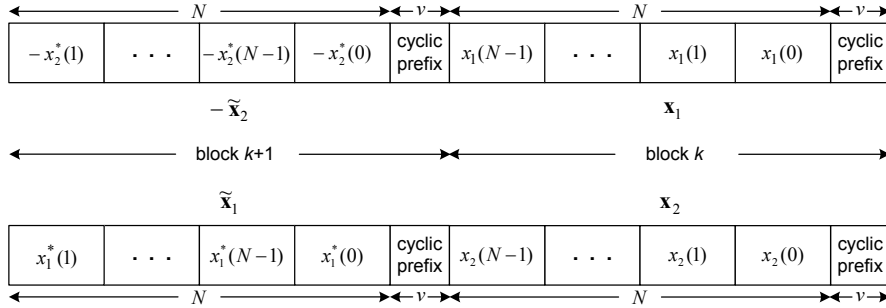 N v N v
−x₂*(1) · · · −x₂*(N−1) −x₂*(0) cyclic prefix x₁(N−1) · · · x₁(1) x₁(0) cyclic prefix
−x̃₂ x₁
block k+1 block k
x̃₁ x₂
x₁*(1) · · · x₁*(N−1) x₁*(0) cyclic prefix x₂(N−1) · · · x₂(1) x₂(0) cyclic prefix
N v N v